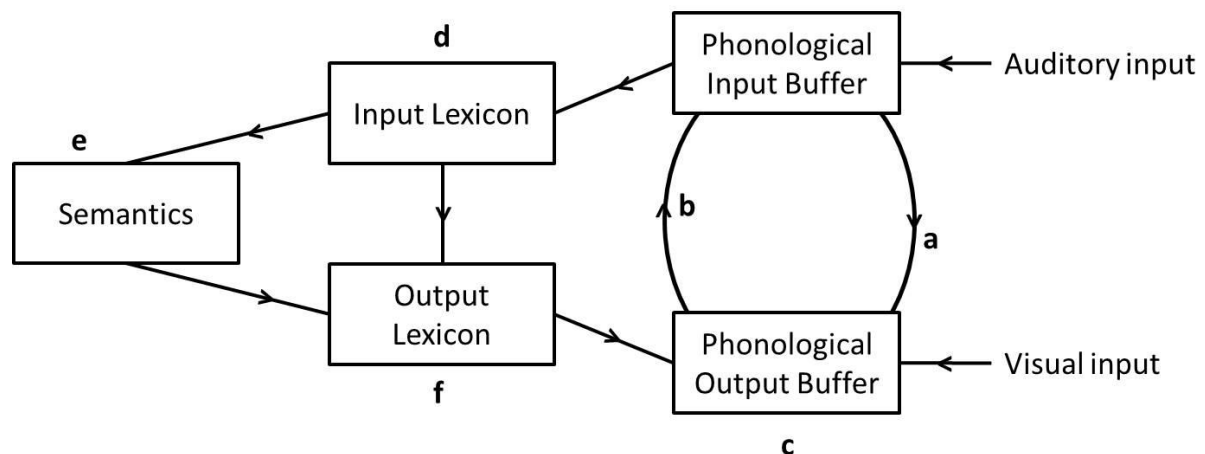 d
Phonological
Input Buffer
Auditory input
Input Lexicon
e
Semantics
b
a
Output
Lexicon
Phonological
Output Buffer
Visual input
f
c